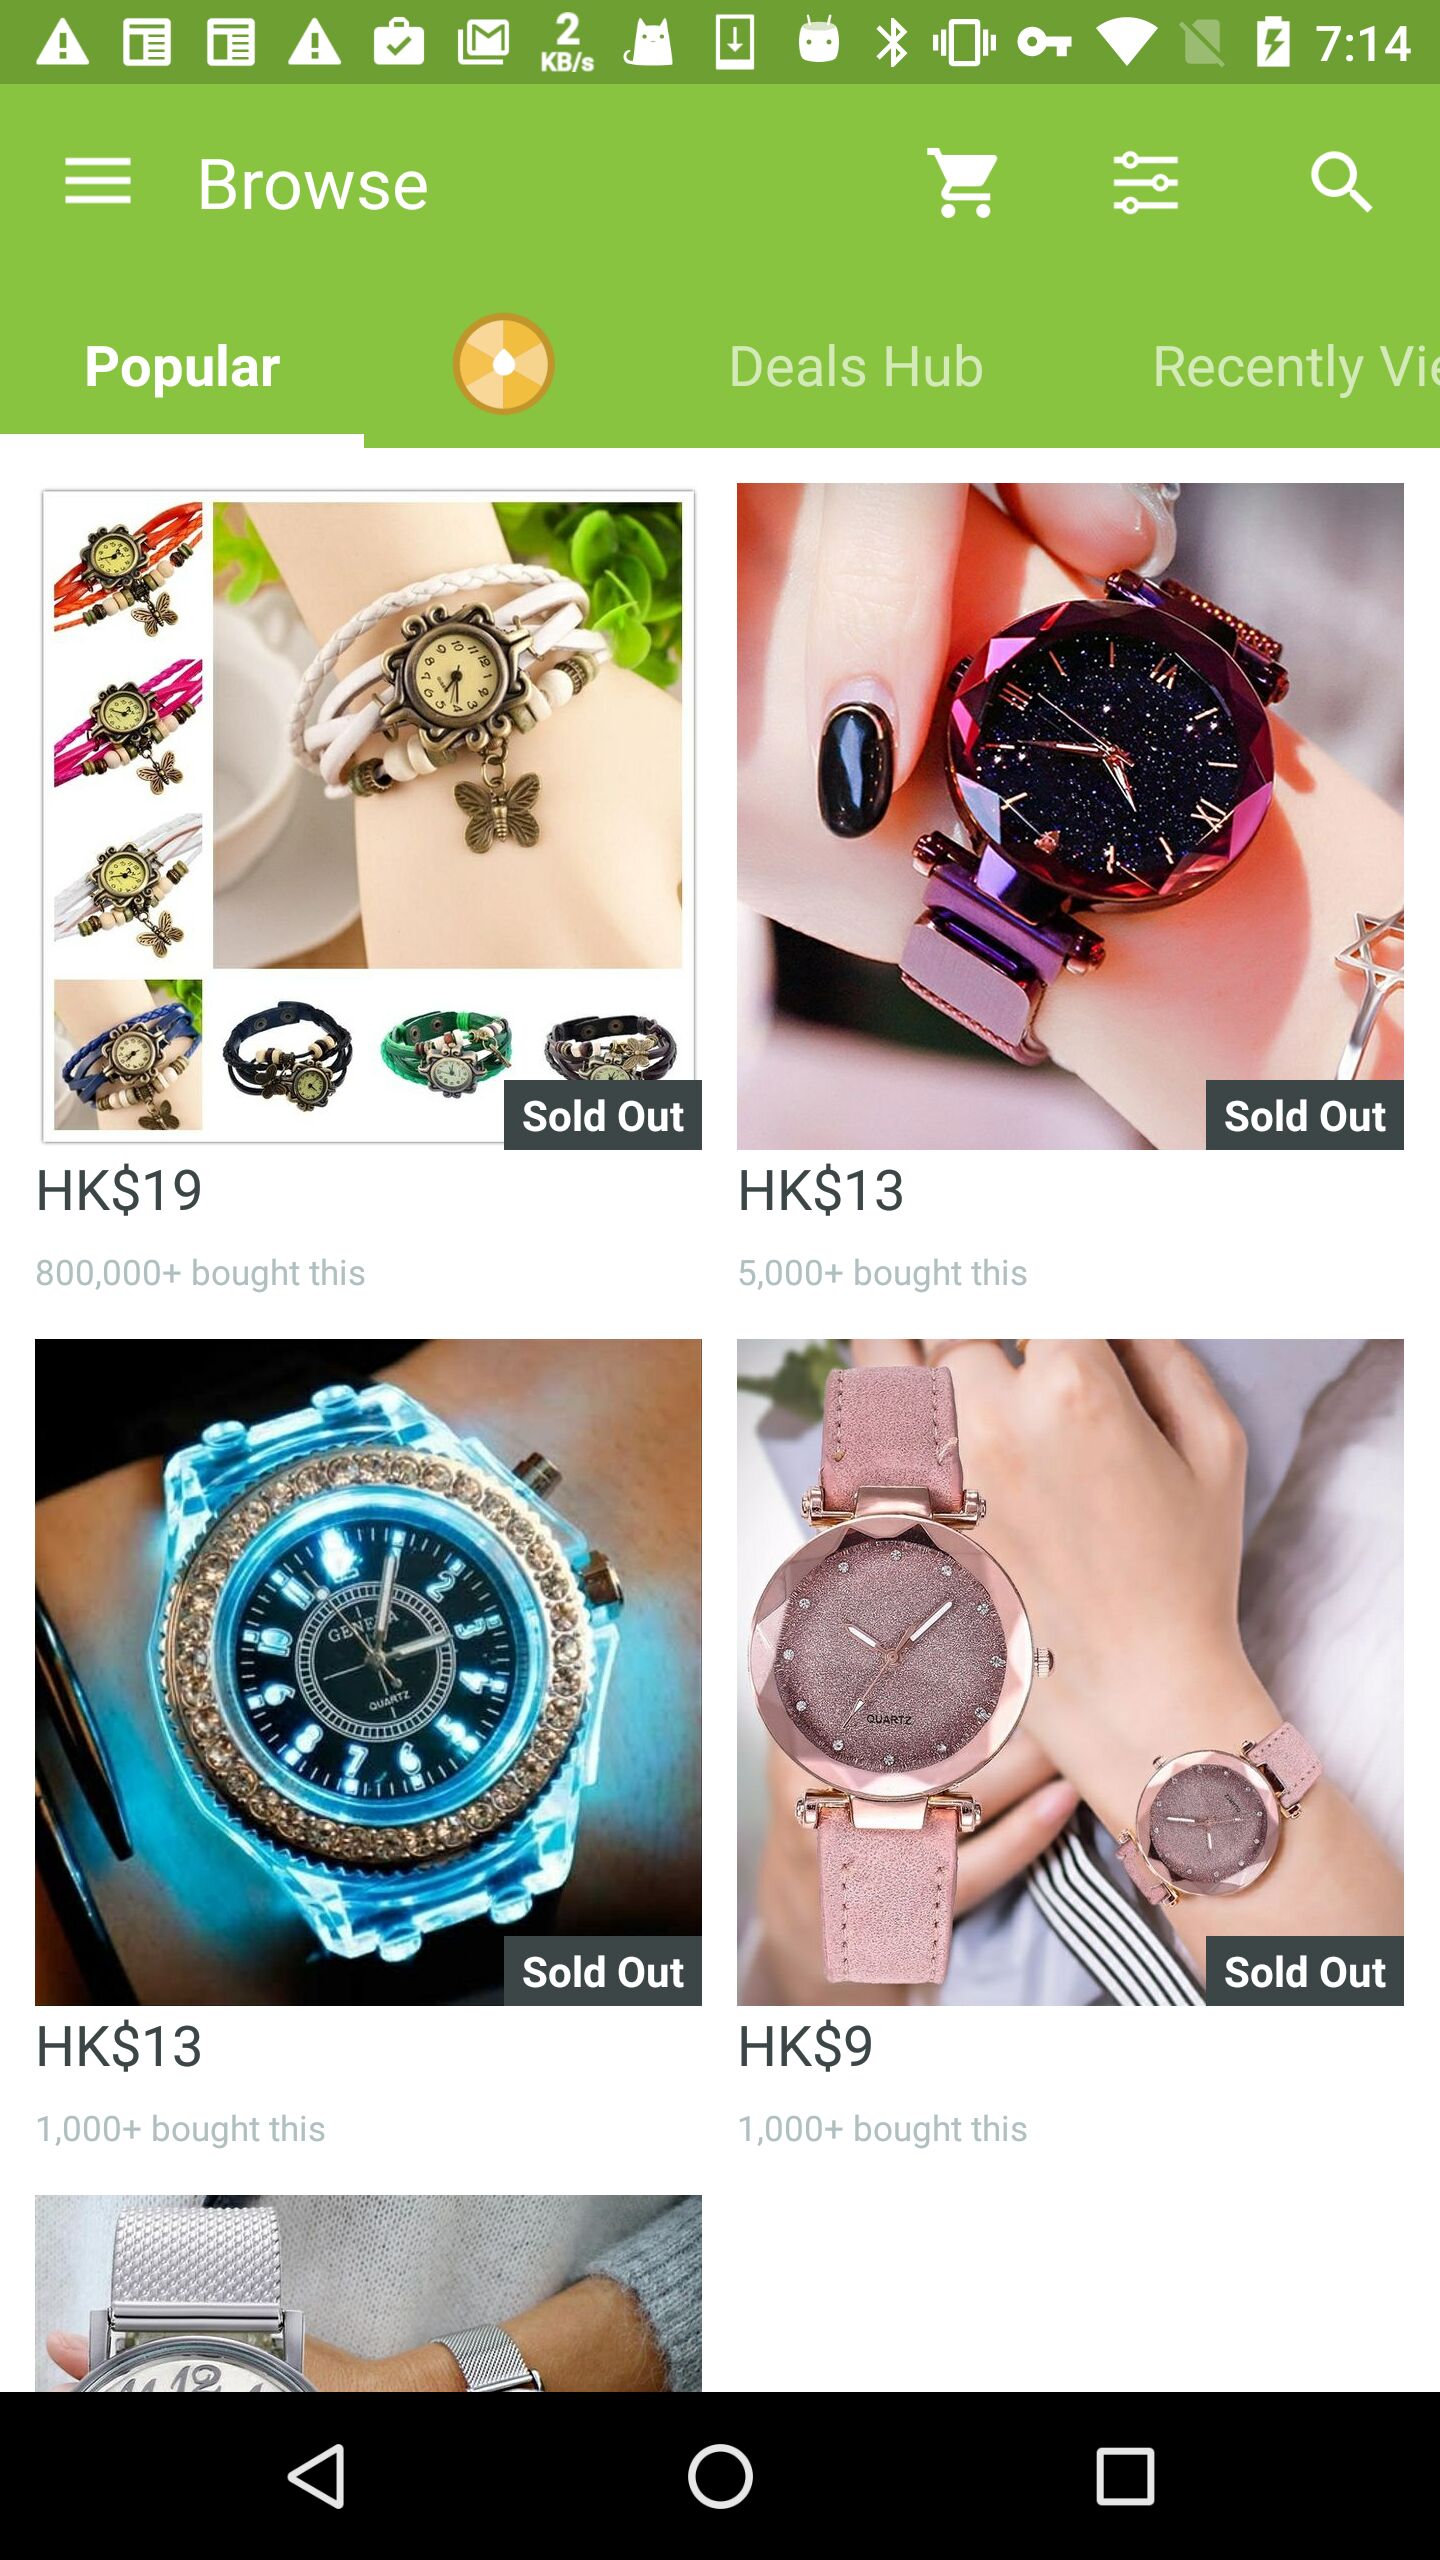 2
KB/s
7:14
Browse
Popular
Deals Hub
Recently Vie
Sold Out
Sold Out
HK$19
HK$13
800,000+ bought this
5,000+ bought this
GENEVA
QUARTZ
QUARTZ
Sold Out
Sold Out
HK$13
HK$9
1,000+ bought this
1,000+ bought this
12